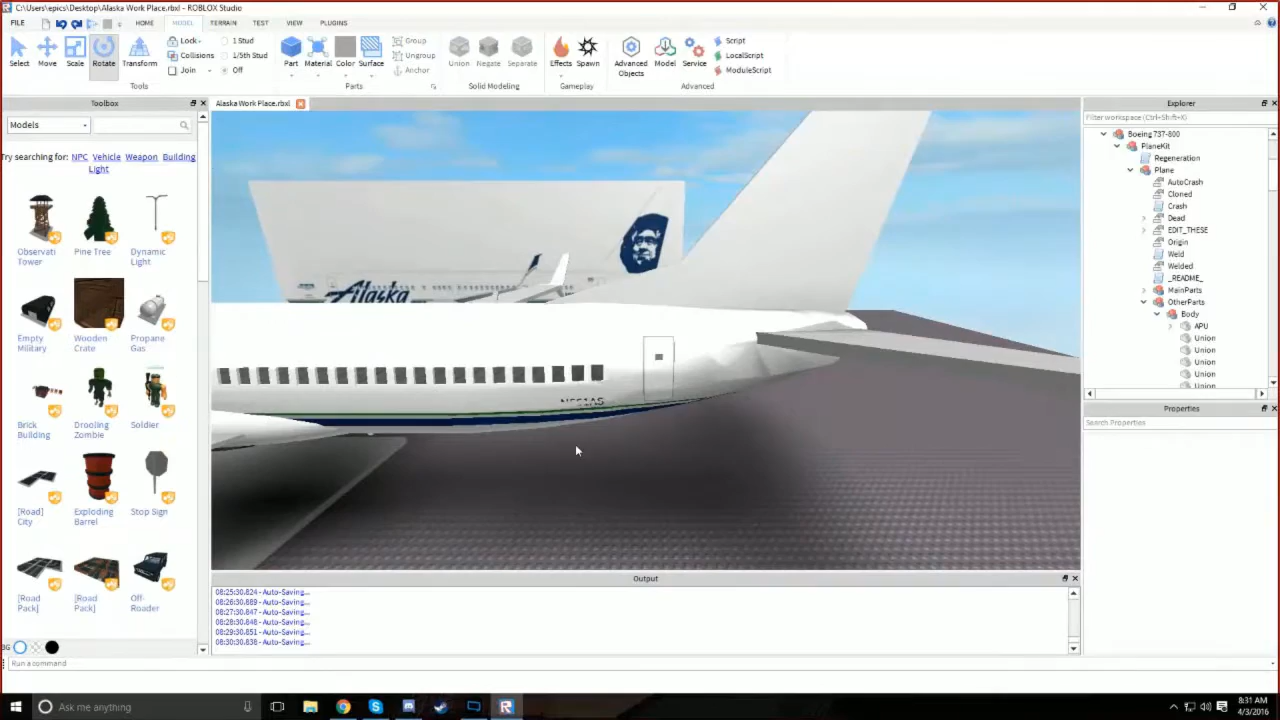 C:\Users\epics\Desktop\Alaska Work Place.rbxl - ROBLOX Studio
FILE HOME MODEL TERRAIN TEST VIEW PLUGINS
Select Move Scale Rotate Transform
Lock
Collisions
Join
1 Stud
1/5th Stud
Off
Part Material Color Surface
Group
Ungroup
Anchor
Union Negate Separate
Effects Spawn
Advanced Objects
Model Service
Script
LocalScript
ModuleScript
Tools Parts Solid Modeling Gameplay Advanced
Toolbox
Models
Try searching for: NPC Vehicle Weapon Building
Light
Observati Tower
Pine Tree
Dynamic Light
Empty Military
Wooden Crate
Propane Gas
Brick Building
Drooling Zombie
Soldier
[Road] City
Exploding Barrel
Stop Sign
[Road Pack]
[Road Pack]
Off-Roader
BG
Alaska Work Place.rbxl
Alaska
Output
08:25:30.824 - Auto-Saving...
08:26:30.889 - Auto-Saving...
08:27:30.847 - Auto-Saving...
08:28:30.848 - Auto-Saving...
08:29:30.851 - Auto-Saving...
08:30:30.838 - Auto-Saving...
Explorer
Filter workspace (Ctrl+Shift+X)
Boeing 737-800
PlaneKit
Regeneration
Plane
AutoCrash
Cloned
Crash
Dead
EDIT_THESE
Origin
Weld
Welded
_README_
MainParts
OtherParts
Body
APU
Union
Union
Union
Union
Union
Properties
Search Properties
Run a command
Ask me anything
8:31 AM
4/3/2016